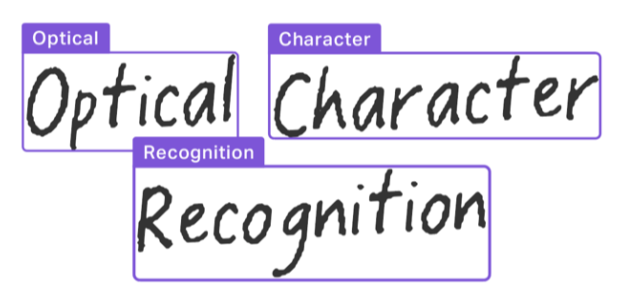 Optical Character
Optical Character
Recognition
Recognition